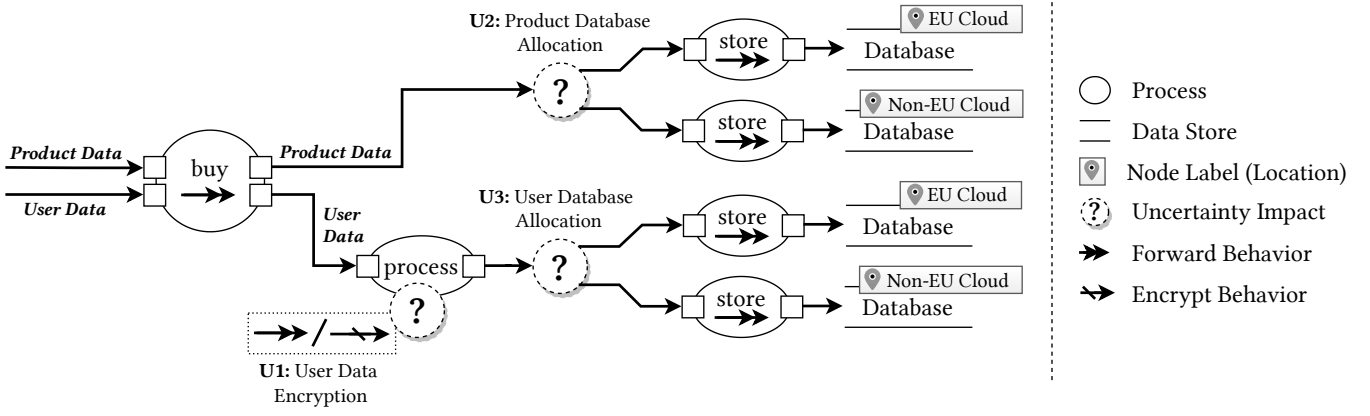 U2: Product Database
Allocation
?
store
EU Cloud
Database
store
Non-EU Cloud
Database
Product Data
User Data
buy
Product Data
User
Data
process
?
U1: User Data
Encryption
U3: User Database
Allocation
?
store
EU Cloud
Database
store
Non-EU Cloud
Database
Process
Data Store
Node Label (Location)
? Uncertainty Impact
Forward Behavior
Encrypt Behavior